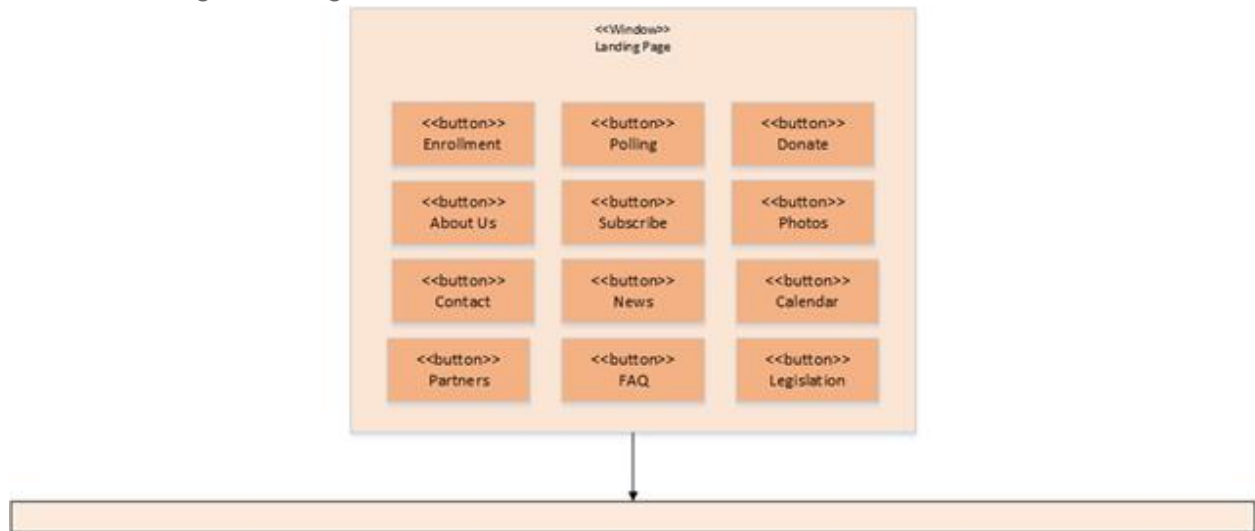 <<Window>>
Landing Page
<<button>>
Enrollment
<<button>>
Polling
<<button>>
Donate
<<button>>
About Us
<<button>>
Subscribe
<<button>>
Photos
<<button>>
Contact
<<button>>
News
<<button>>
Calendar
<<button>>
Partners
<<button>>
FAQ
<<button>>
Legislation